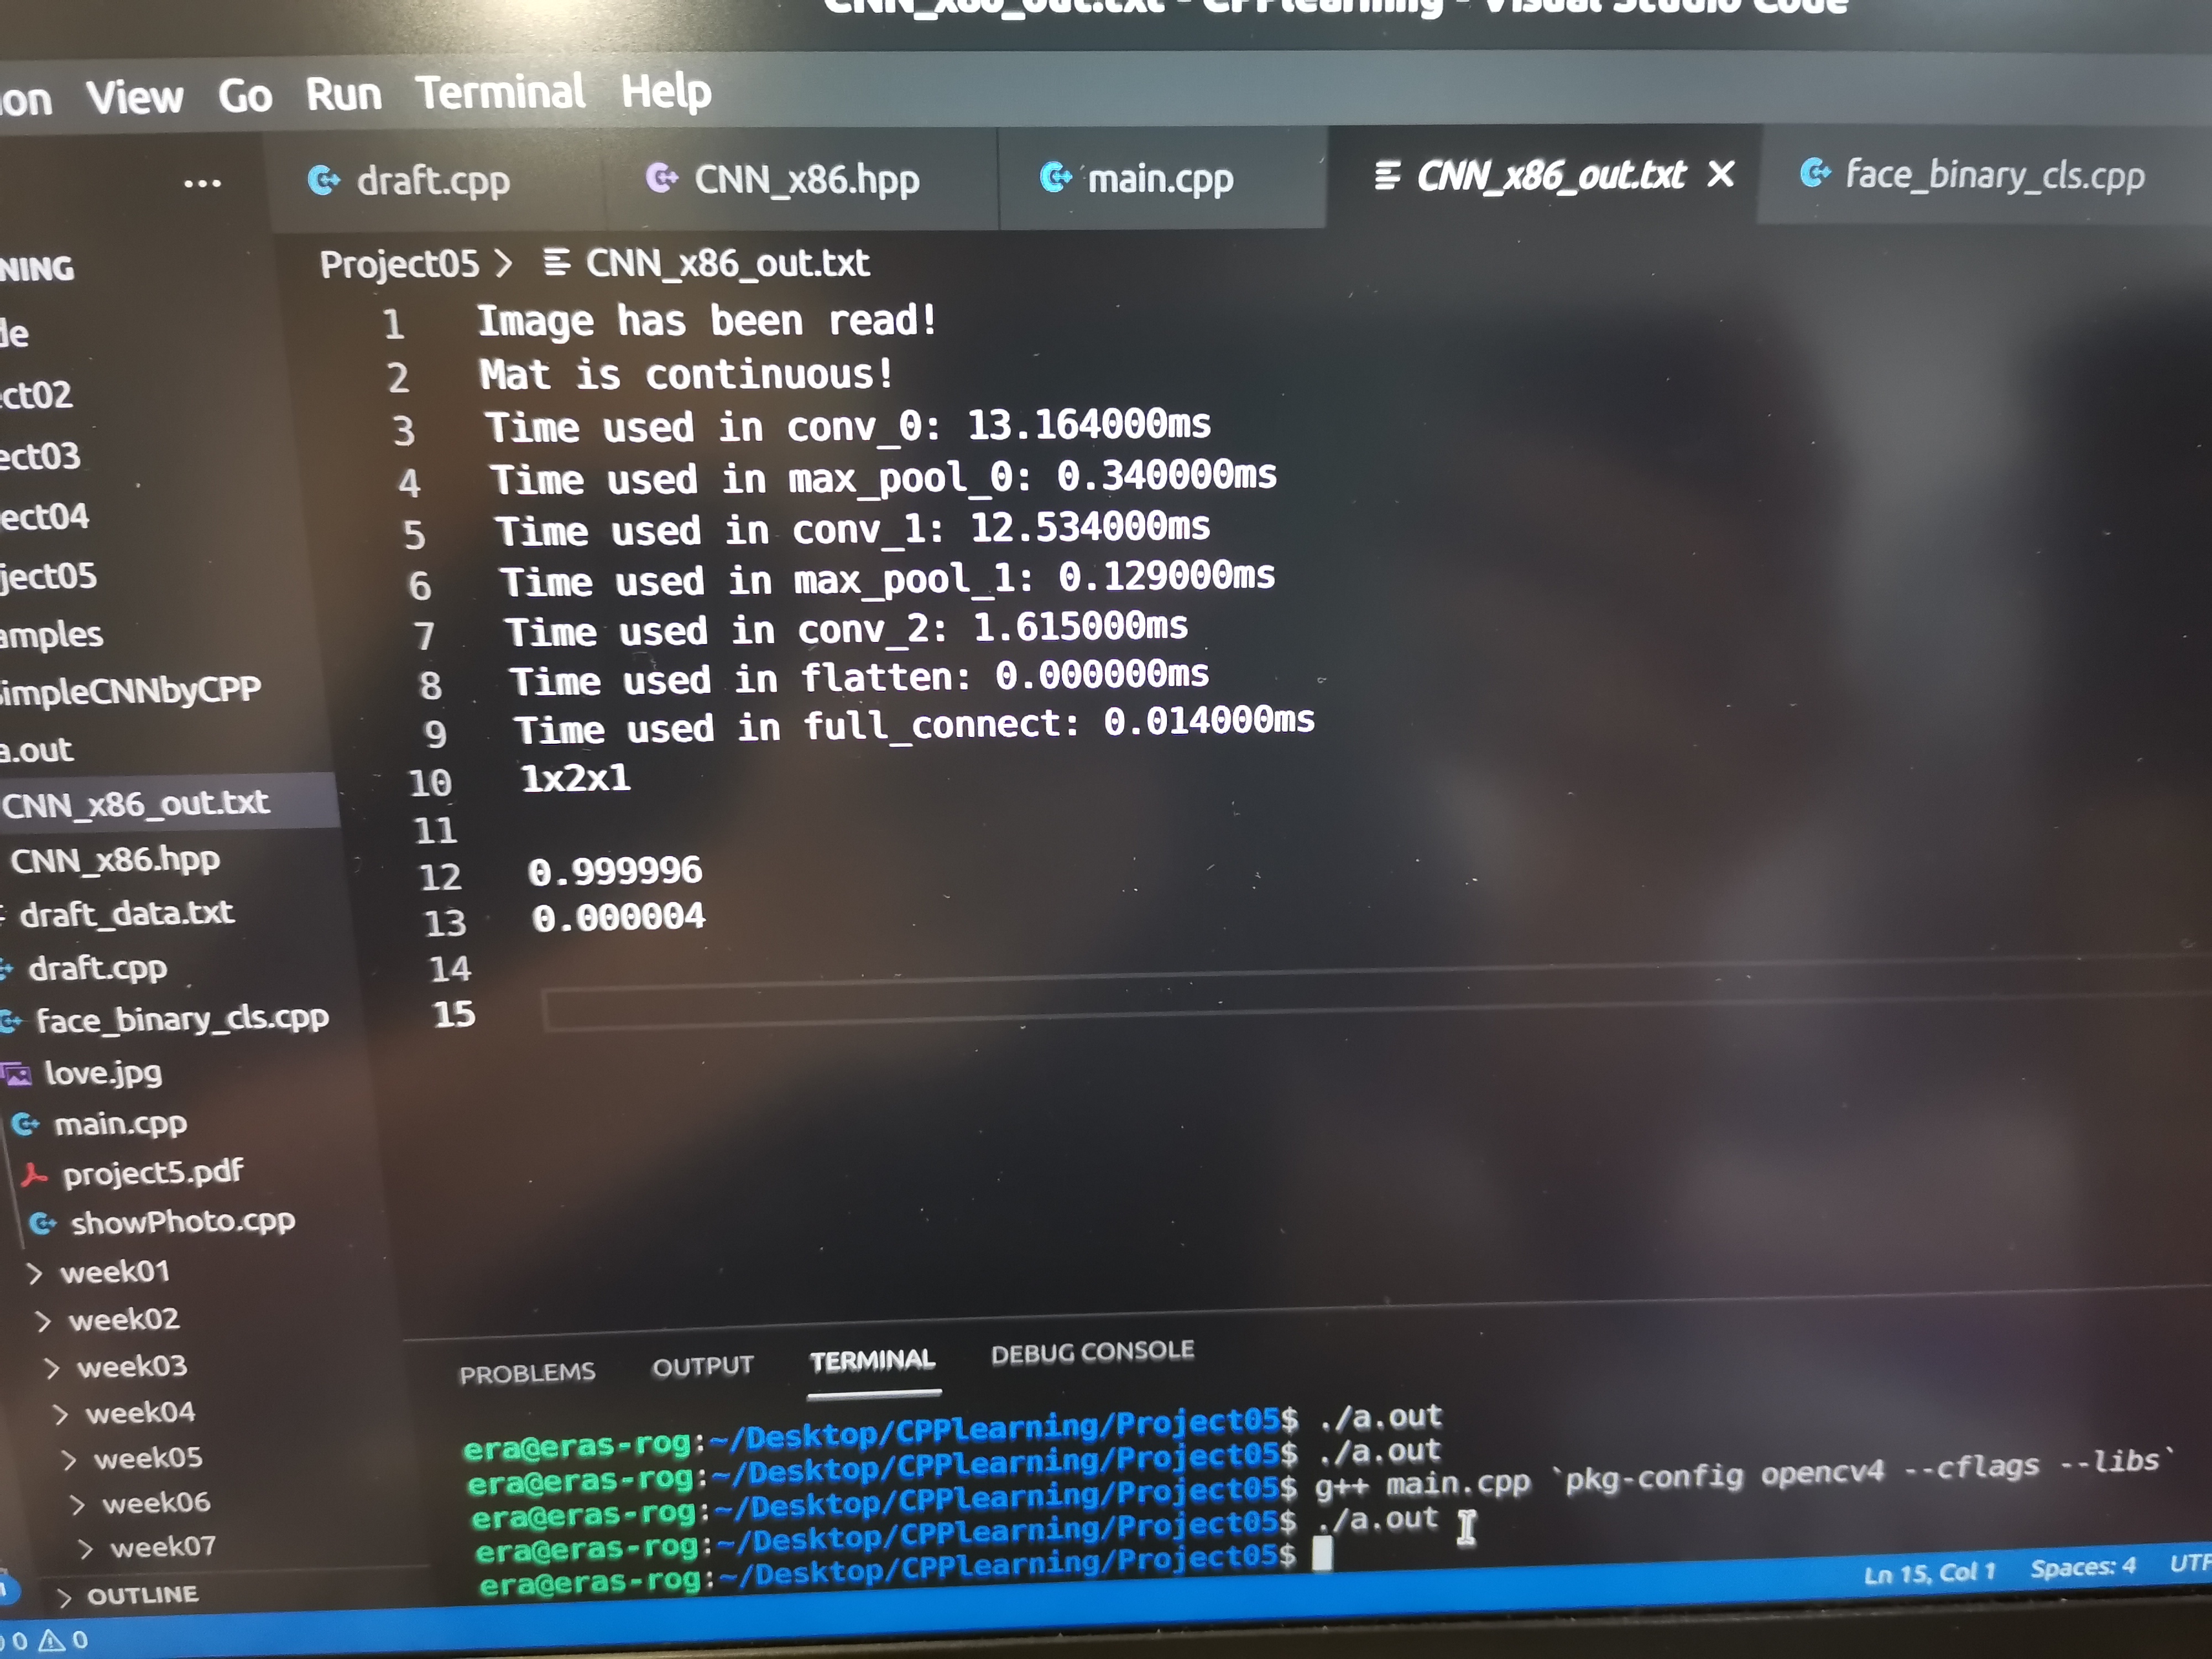 CNN_x86_out.txt - CPPlearning - Visual Studio Code
View Go Run Terminal Help
... draft.cpp CNN_x86.hpp main.cpp CNN_x86_out.txt face_binary_cls.cpp
Project05 > CNN_x86_out.txt
1 Image has been read!
2 Mat is continuous!
3 Time used in conv_0: 13.164000ms
4 Time used in max_pool_0: 0.340000ms
5 Time used in conv_1: 12.534000ms
6 Time used in max_pool_1: 0.129000ms
7 Time used in conv_2: 1.615000ms
8 Time used in flatten: 0.000000ms
9 Time used in full_connect: 0.014000ms
10 1x2x1
11
12 0.999996
13 0.000004
14
15
NING
de
ect02
ect03
ect04
ject05
amples
SimpleCNNbyCPP
a.out
CNN_x86_out.txt
CNN_x86.hpp
draft_data.txt
draft.cpp
face_binary_cls.cpp
love.jpg
main.cpp
project5.pdf
showPhoto.cpp
> week01
> week02
> week03
> week04
> week05
> week06
> week07
> OUTLINE
PROBLEMS OUTPUT TERMINAL DEBUG CONSOLE
era@eras-rog:~/Desktop/CPPlearning/Project05$ ./a.out
era@eras-rog:~/Desktop/CPPlearning/Project05$ ./a.out
era@eras-rog:~/Desktop/CPPlearning/Project05$ g++ main.cpp `pkg-config opencv4 --cflags --libs`
era@eras-rog:~/Desktop/CPPlearning/Project05$ ./a.out
era@eras-rog:~/Desktop/CPPlearning/Project05$
0 0 Ln 15, Col 1 Spaces: 4 UTF